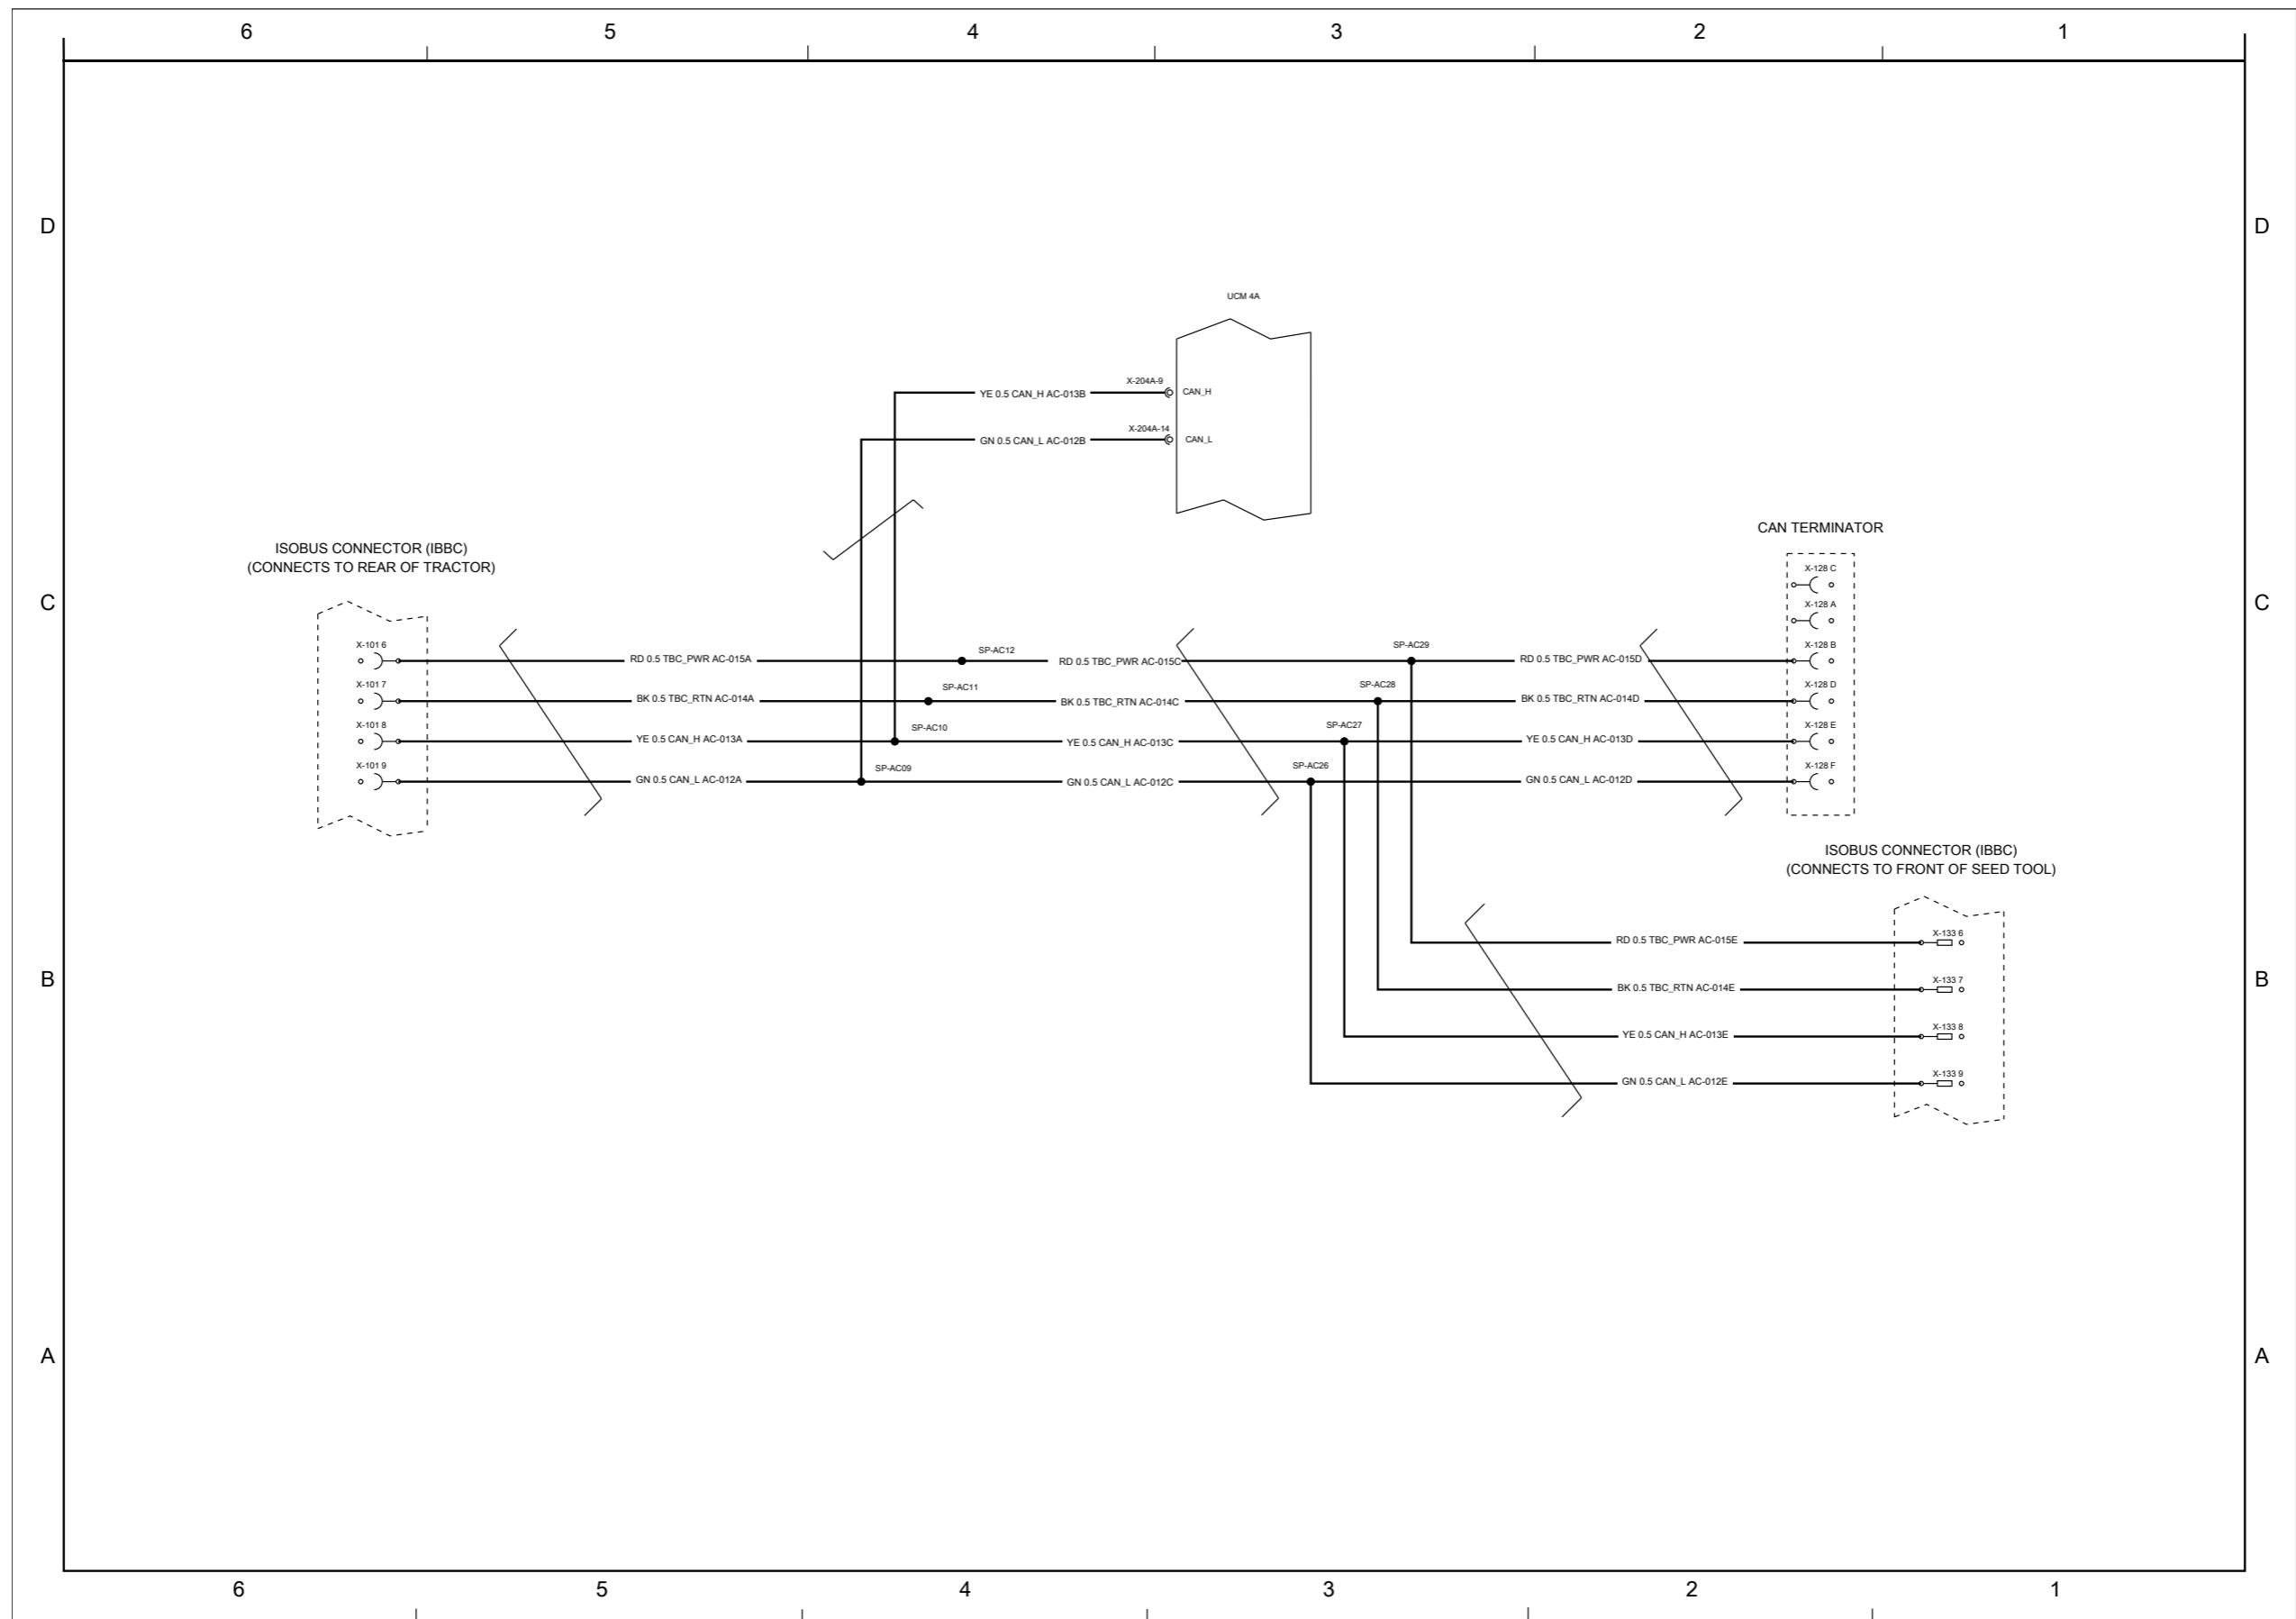 6 5 4 3 2 1
D D
UCM 4A
X-204A-9
YE 0.5 CAN_H AC-013B CAN_H
X-204A-14
GN 0.5 CAN_L AC-012B CAN_L
CAN TERMINATOR
ISOBUS CONNECTOR (IBBC)
(CONNECTS TO REAR OF TRACTOR)
X-128 C
C C
X-128 A
X-101 6 SP-AC12 SP-AC29 X-128 B
RD 0.5 TBC_PWR AC-015A RD 0.5 TBC_PWR AC-015C RD 0.5 TBC_PWR AC-015D
X-101 7 SP-AC11 SP-AC28 X-128 D
BK 0.5 TBC_RTN AC-014A BK 0.5 TBC_RTN AC-014C BK 0.5 TBC_RTN AC-014D
X-101 8 SP-AC10 SP-AC27 X-128 E
YE 0.5 CAN_H AC-013A YE 0.5 CAN_H AC-013C YE 0.5 CAN_H AC-013D
X-101 9 SP-AC09 SP-AC26 X-128 F
GN 0.5 CAN_L AC-012A GN 0.5 CAN_L AC-012C GN 0.5 CAN_L AC-012D
ISOBUS CONNECTOR (IBBC)
(CONNECTS TO FRONT OF SEED TOOL)
X-133 6
RD 0.5 TBC_PWR AC-015E
B B
X-133 7
BK 0.5 TBC_RTN AC-014E
X-133 8
YE 0.5 CAN_H AC-013E
X-133 9
GN 0.5 CAN_L AC-012E
A A
6 5 4 3 2 1